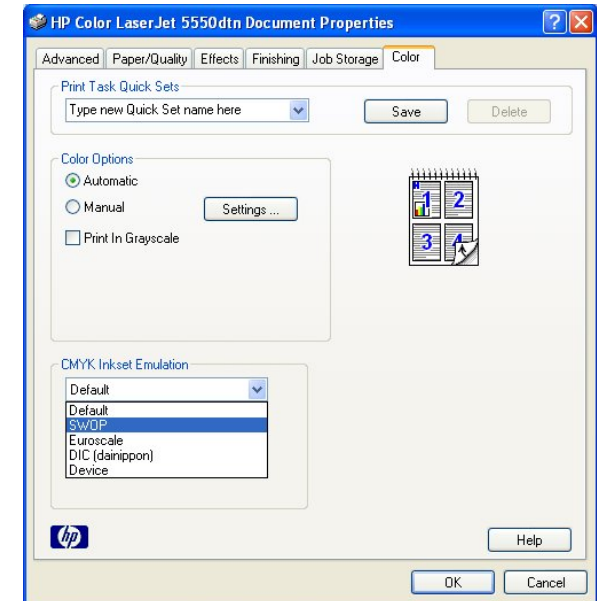 HP Color LaserJet 5550dtn Document Properties
Advanced Paper/Quality Effects Finishing Job Storage Color
Print Task Quick Sets
Type new Quick Set name here Save Delete
Color Options
Automatic
Manual Settings ...
Print In Grayscale
1 2
3 4
CMYK Inkset Emulation
Default
Default
SWOP
Euroscale
DIC (dainippon)
Device
hp
Help
OK Cancel